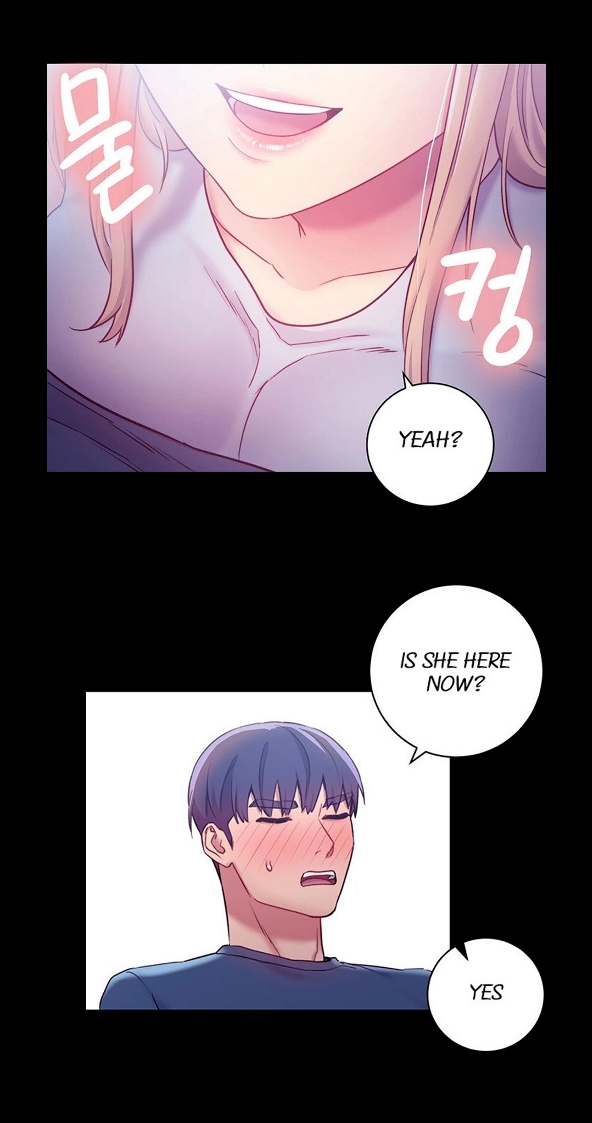 물
컹
YEAH?
IS SHE HERE
NOW?
YES